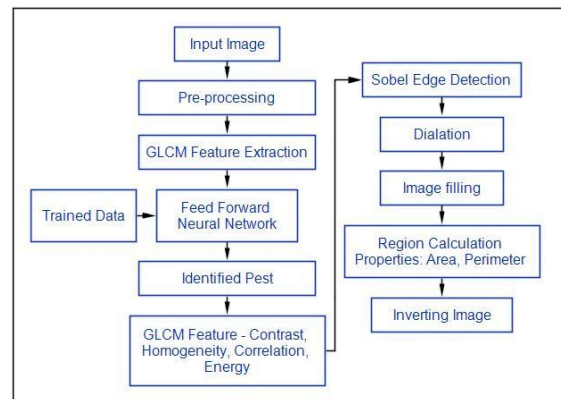 Input Image
Pre-processing
GLCM Feature Extraction
Trained Data
Feed Forward
Neural Network
Identified Pest
GLCM Feature - Contrast,
Homogeneity, Correlation,
Energy
Sobel Edge Detection
Dialation
Image filling
Region Calculation
Properties: Area, Perimeter
Inverting Image